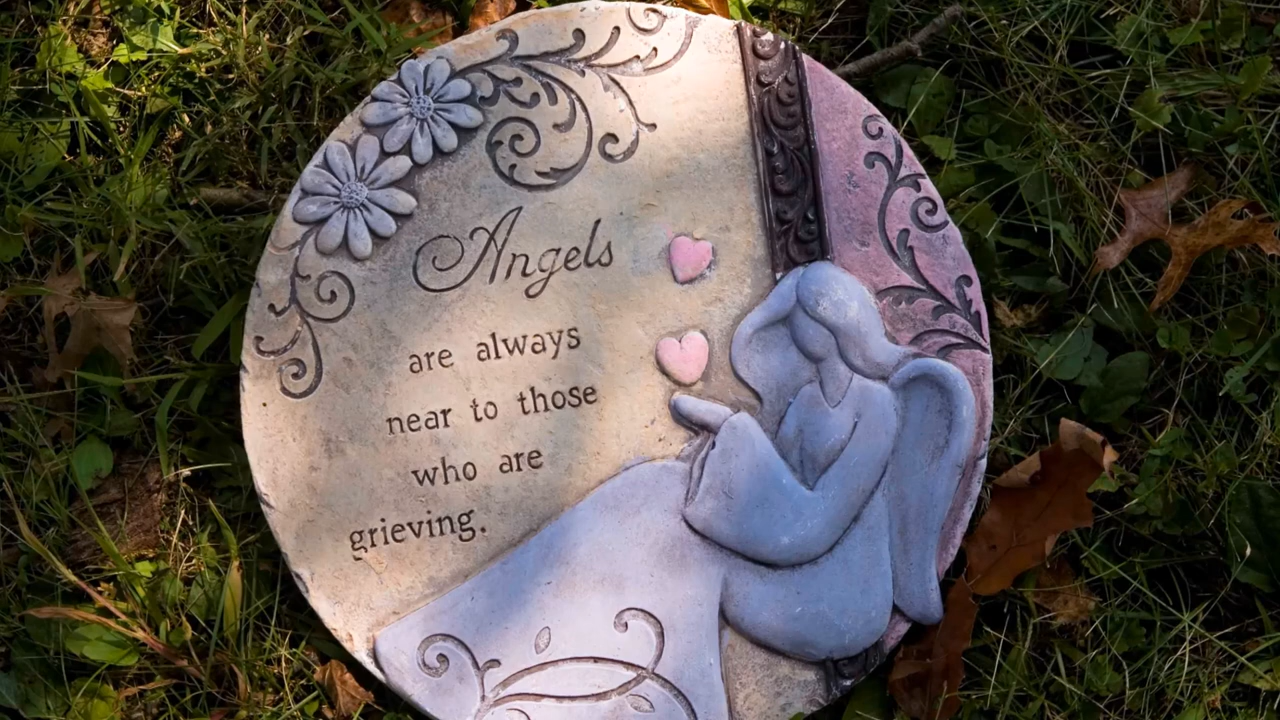 Angels
are always
near to those
who are
grieving.